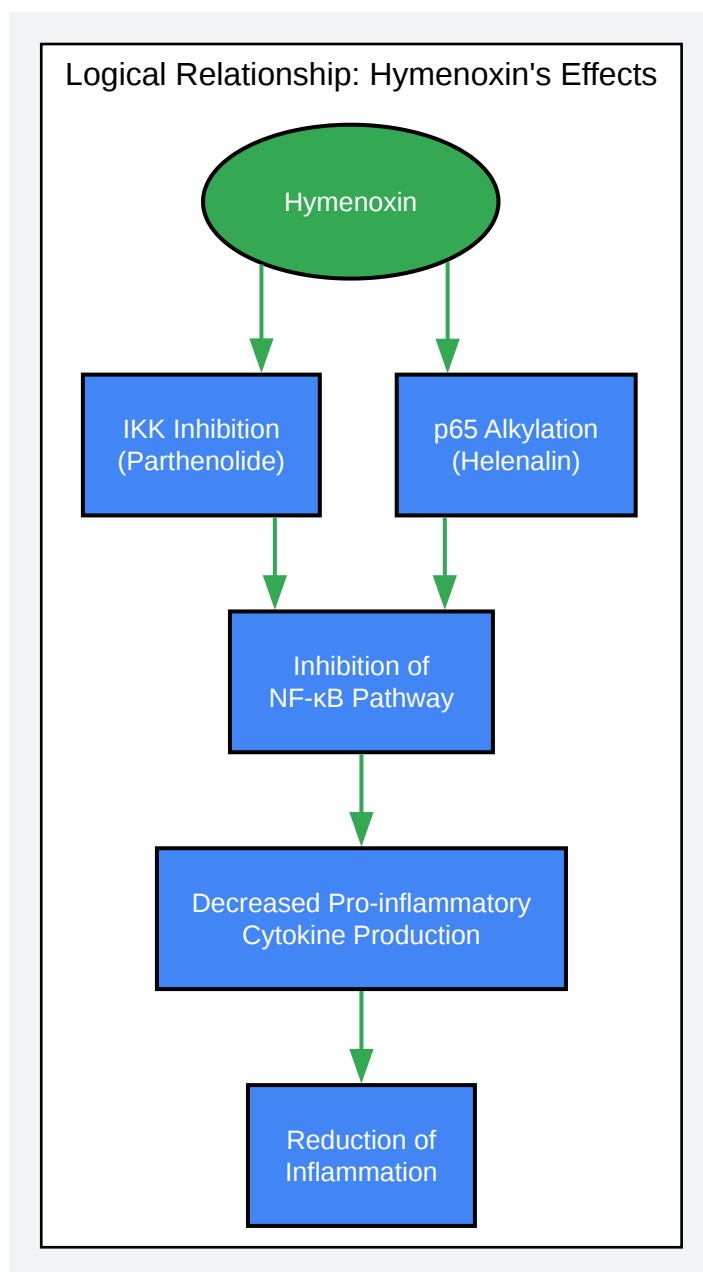 Logical Relationship: Hymenoxin's Effects
Hymenoxin
IKK Inhibition
(Parthenolide)
p65 Alkylation
(Helenalin)
Inhibition of
NF-κB Pathway
Decreased Pro-inflammatory
Cytokine Production
Reduction of
Inflammation